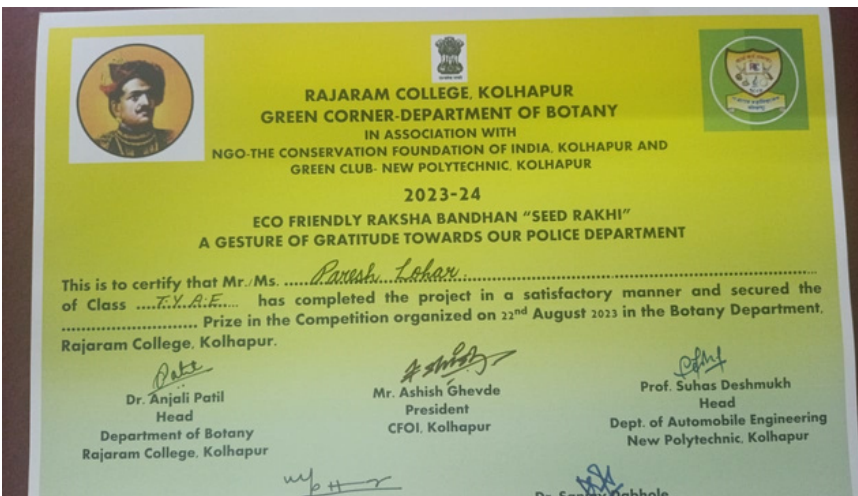 RAJARAM COLLEGE, KOLHAPUR
GREEN CORNER-DEPARTMENT OF BOTANY
IN ASSOCIATION WITH
NGO-THE CONSERVATION FOUNDATION OF INDIA, KOLHAPUR AND
GREEN CLUB- NEW POLYTECHNIC, KOLHAPUR
2023-24
ECO FRIENDLY RAKSHA BANDHAN “SEED RAKHI”
A GESTURE OF GRATITUDE TOWARDS OUR POLICE DEPARTMENT
This is to certify that Mr./Ms. Paresh Lohar
of Class T.Y.A.E. has completed the project in a satisfactory manner and secured the
Prize in the Competition organized on 22nd August 2023 in the Botany Department,
Rajaram College, Kolhapur.
Dr. Anjali Patil
Head
Department of Botany
Rajaram College, Kolhapur
Ashish
Mr. Ashish Ghevde
President
CFOI, Kolhapur
Prof. Suhas Deshmukh
Head
Dept. of Automobile Engineering
New Polytechnic, Kolhapur
Dr. Dabhole